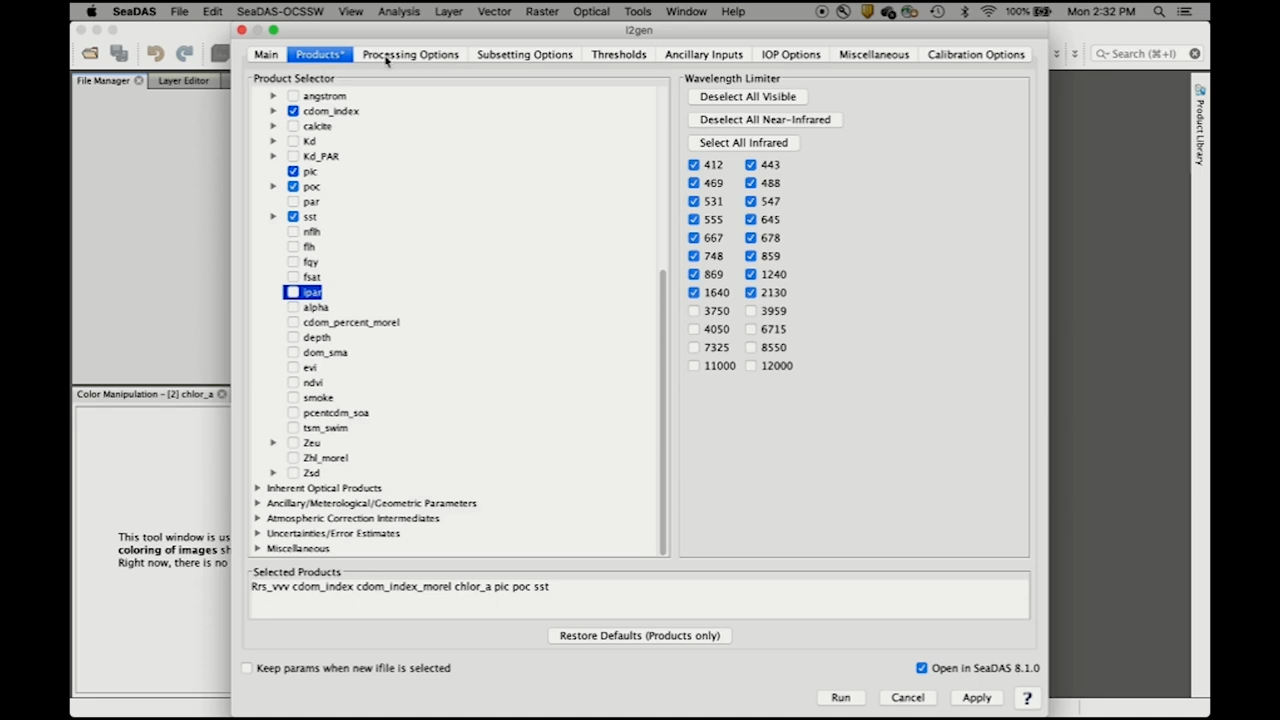 SeaDAS File Edit SeaDAS-OCSSW View Analysis Layer Vector Raster Optical Tools Window Help 100% Mon 2:32 PM
l2gen
Main Products* Processing Options Subsetting Options Thresholds Ancillary Inputs IOP Options Miscellaneous Calibration Options
Search (⌘+I)
File Manager Layer Editor
Product Library
Product Selector
angstrom
cdom_index
calcite
Kd
Kd_PAR
pic
poc
par
sst
nflh
flh
fqy
fsat
ipar
alpha
cdom_percent_morel
depth
dom_sma
evi
ndvi
smoke
pcentcdm_soa
tsm_swim
Zeu
Zhl_morel
Zsd
Inherent Optical Products
Ancillary/Meterological/Geometric Parameters
Atmospheric Correction Intermediates
Uncertainties/Error Estimates
Miscellaneous
Wavelength Limiter
Deselect All Visible
Deselect All Near-Infrared
Select All Infrared
412 443
469 488
531 547
555 645
667 678
748 859
869 1240
1640 2130
3750 3959
4050 6715
7325 8550
11000 12000
Color Manipulation - [2] chlor_a
This tool window is us
coloring of images sh
Right now, there is no
Selected Products
Rrs_vvv cdom_index cdom_index_morel chlor_a pic poc sst
Restore Defaults (Products only)
Keep params when new ifile is selected
Open in SeaDAS 8.1.0
Run Cancel Apply ?